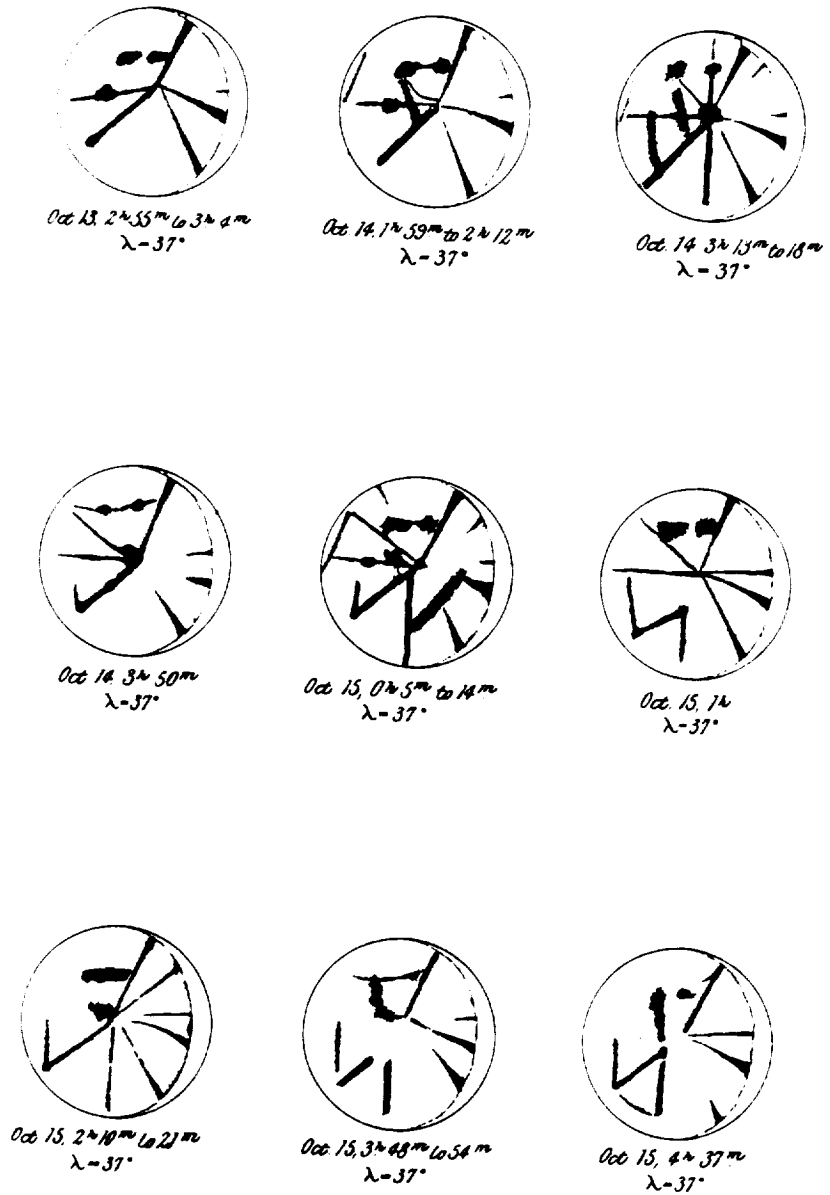 Oct 13, 2ʰ 55ᵐ to 3ʰ 4ᵐ
λ=37°
Oct 14, 1ʰ 59ᵐ to 2ʰ 12ᵐ
λ=37°
Oct. 14 3ʰ 13ᵐ to 18ᵐ
λ=37°
Oct 14, 3ʰ 50ᵐ
λ=37°
Oct 15, 0ʰ 5ᵐ to 14ᵐ
λ=37°
Oct. 15, 1ʰ
λ=37°
Oct 15, 2ʰ 10ᵐ to 21ᵐ
λ=37°
Oct. 15, 3ʰ 48ᵐ to 54ᵐ
λ=37°
Oct 15, 4ʰ 37ᵐ
λ=37°